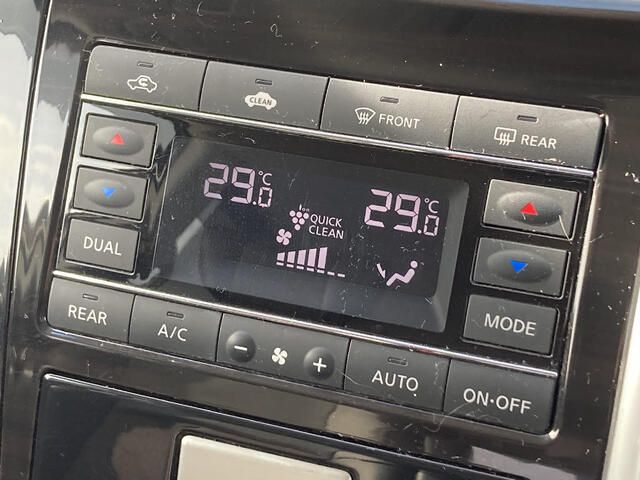 CLEAN
FRONT
REAR
29.0°C
QUICK
CLEAN
29.0°C
DUAL
MODE
REAR
A/C
− +
AUTO
ON·OFF